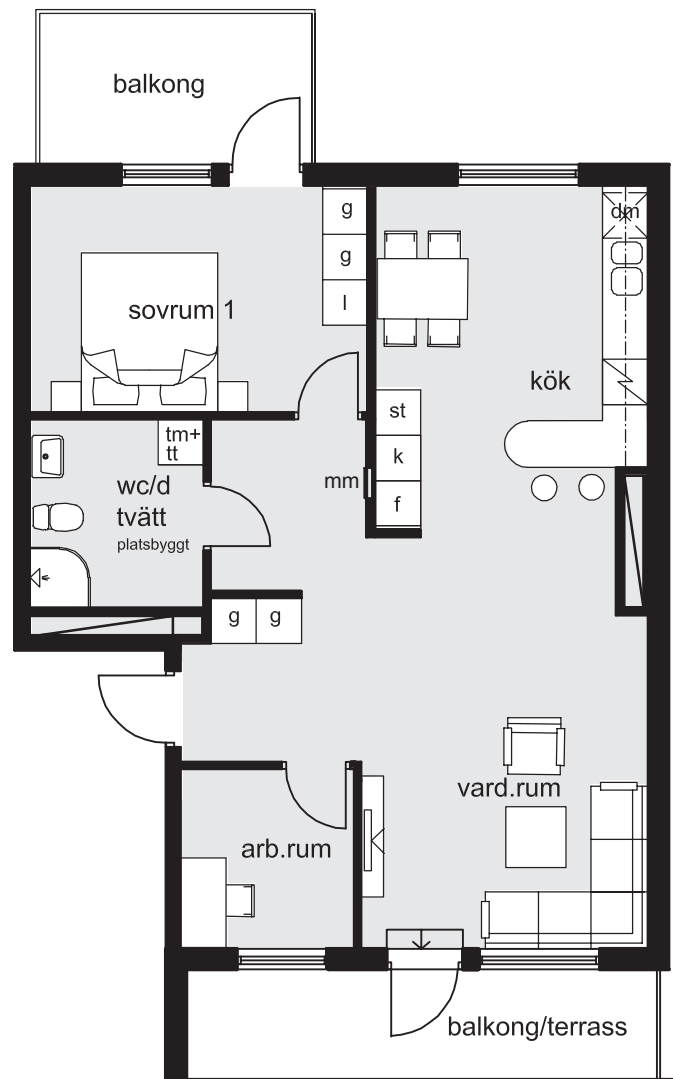 balkong
dm
g
g
l
sovrum 1
kök
st
k
f
mm
tm+
tt
wc/d
tvätt
platsbyggt
g g
vard.rum
arb.rum
balkong/terrass